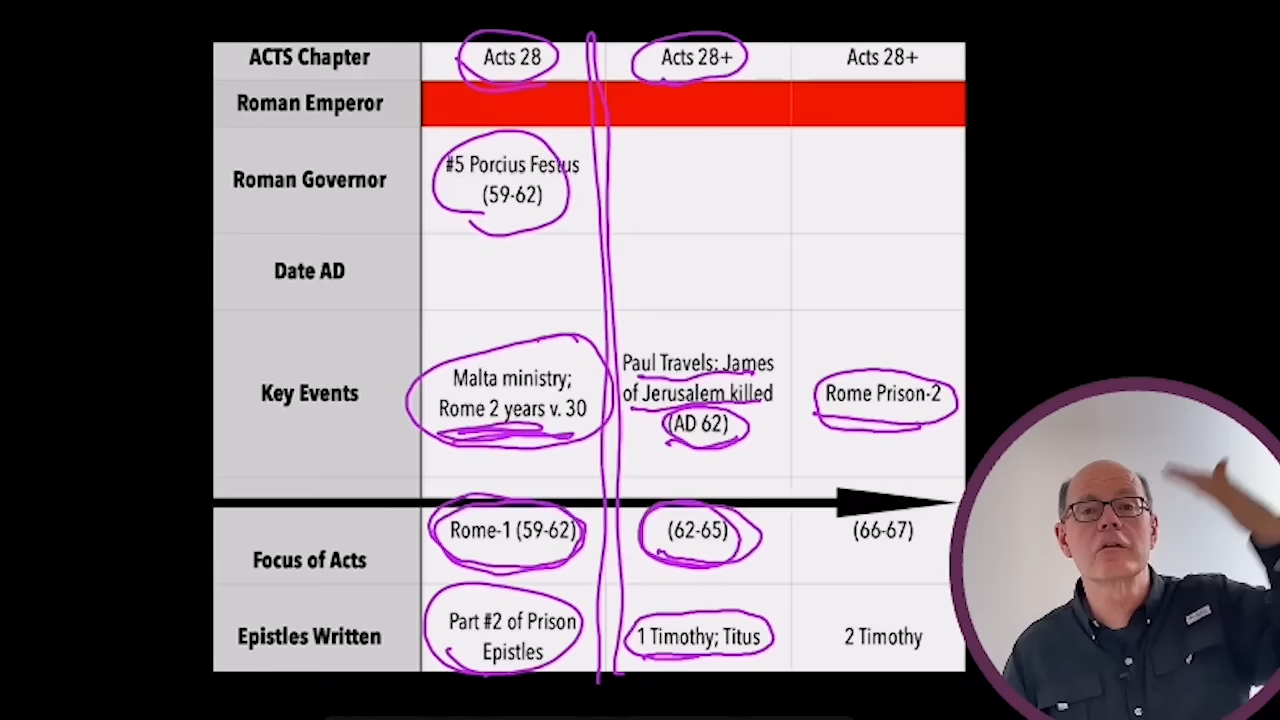 ACTS Chapter Acts 28 Acts 28+ Acts 28+
Roman Emperor
Roman Governor #5 Porcius Festus
(59-62)
Date AD
Key Events Malta ministry;
Rome 2 years v. 30
Paul Travels: James
of Jerusalem killed
(AD 62)
Rome Prison-2
Focus of Acts Rome-1 (59-62) (62-65) (66-67)
Epistles Written Part #2 of Prison
Epistles
1 Timothy; Titus
2 Timothy